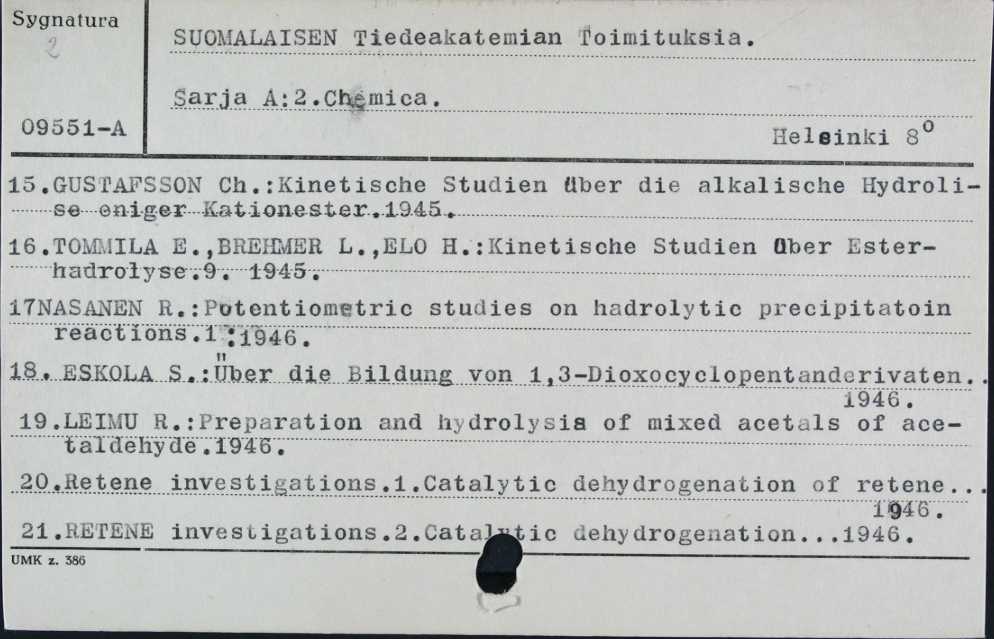 Sygnatura
2
SUOMALAISEN Tiedeakatemian Toimituksia.
Sarja A:2.Chemica.
09551-A
Helsinki 8º
15.GUSTAFSSON Ch.:Kinetische Studien über die alkalische Hydroli-
se eniger Kationester.1945.
16.TOMMILA E.,BREHMER L.,ELO H.:Kinetische Studien über Ester-
hadrolyse.9. 1945.
17NASANEN R.:Potentiometric studies on hadrolytic precipitatoin
reactions.1:1946.
18. ESKOLA S.:Über die Bildung von 1,3-Dioxocyclopentanderivaten..
1946.
19.LEIMU R.:Preparation and hydrolysis of mixed acetals of ace-
taldehyde.1946.
20.Retene investigations.1.Catalytic dehydrogenation of retene...
1946.
21.RETENE investigations.2.Catalytic dehydrogenation...1946.
UMK z. 386